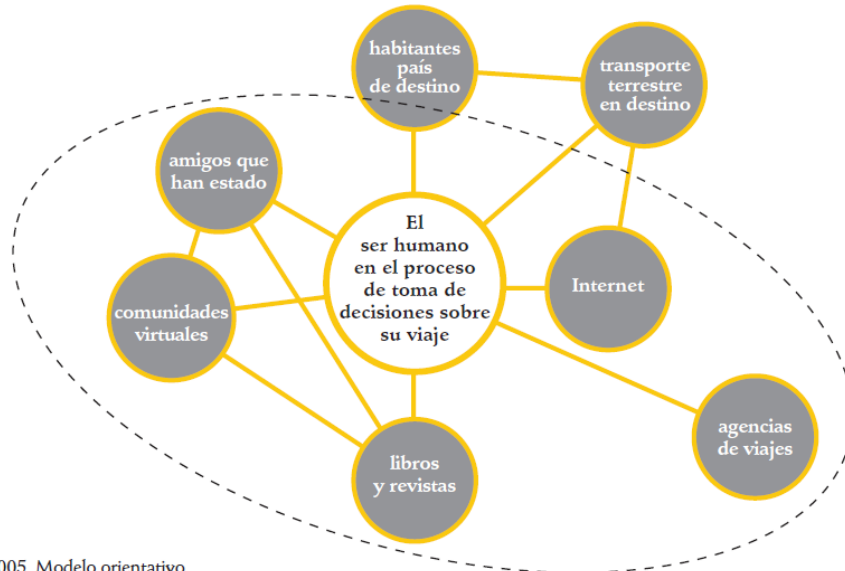 habitantes
país
de destino
transporte
terrestre
en destino
amigos que
han estado
El
ser humano
en el proceso
de toma de
decisiones sobre
su viaje
Internet
comunidades
virtuales
agencias
de viajes
libros
y revistas
005. Modelo orientativo